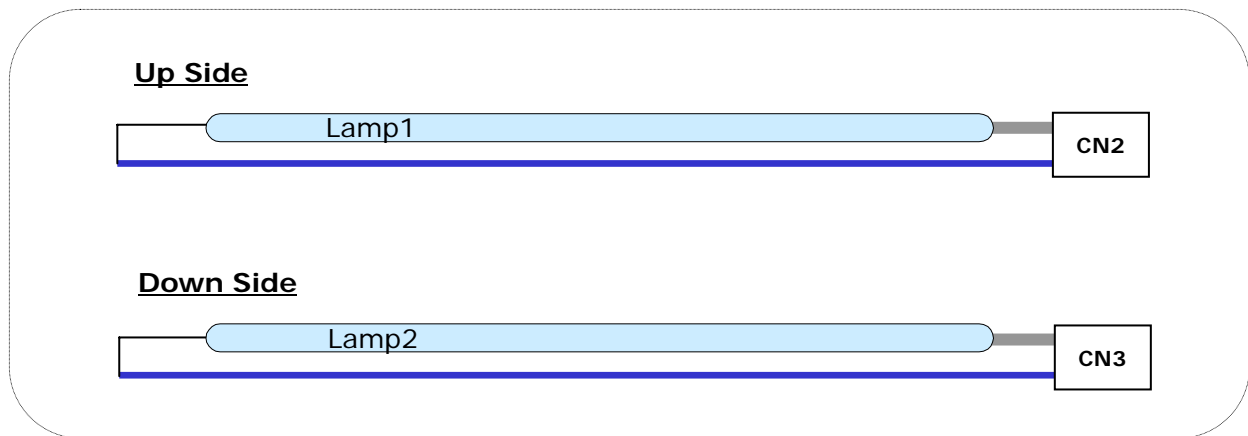 Up Side
Lamp1
CN2
Down Side
Lamp2
CN3